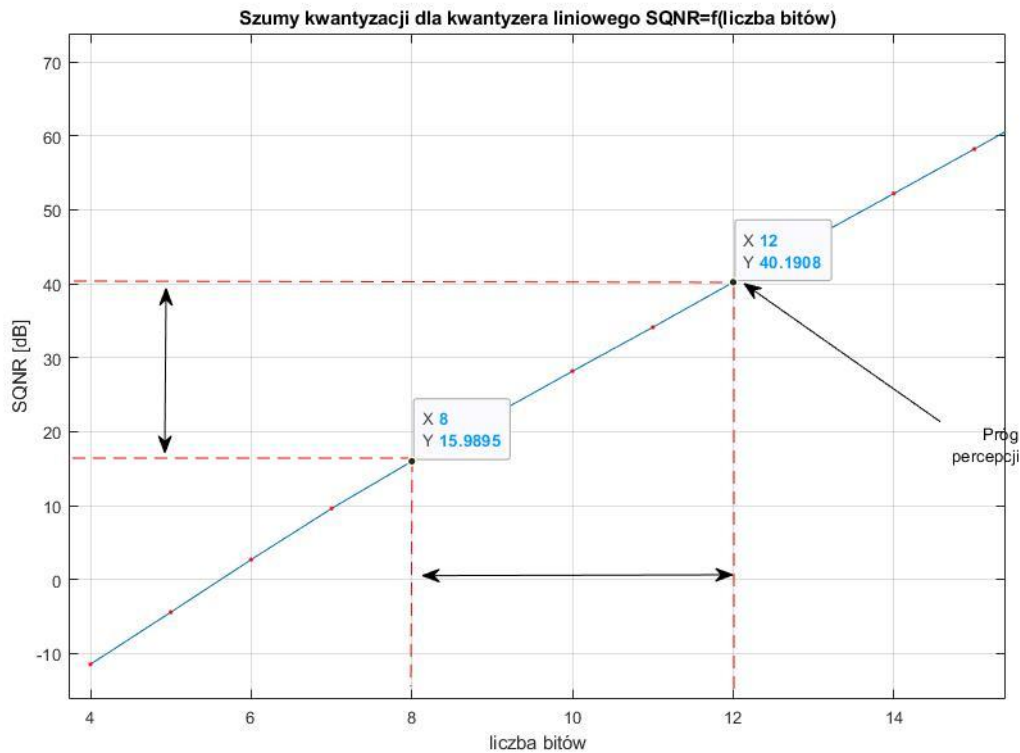 Szumy kwantyzacji dla kwantyzera liniowego SQNR=f(liczba bitów)
70
60
50
40
30
20
10
0
-10
SQNR [dB]
X 12
Y 40.1908
X 8
Y 15.9895
Próg
percepcji
4
6
8
10
12
14
liczba bitów